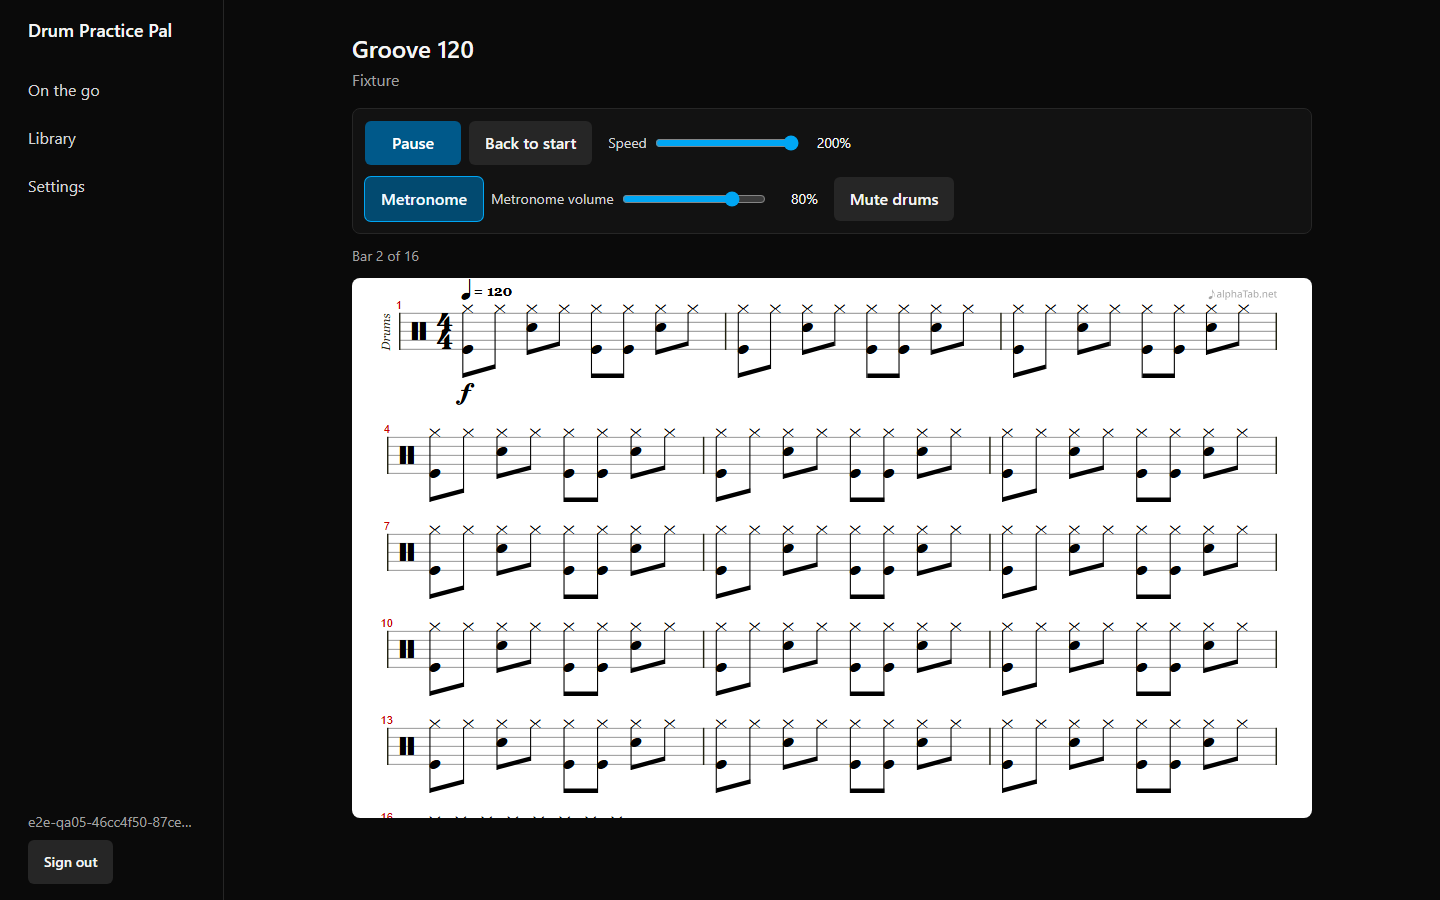 Drum Practice Pal
On the go
Library
Settings
e2e-qa05-46cc4f50-87ce...
Sign out
Groove 120
Fixture
Pause Back to start Speed 200%
Metronome Metronome volume 80% Mute drums
Bar 2 of 16
= 120
alphaTab.net
1
Drums
4
4
f
4
7
10
13
16